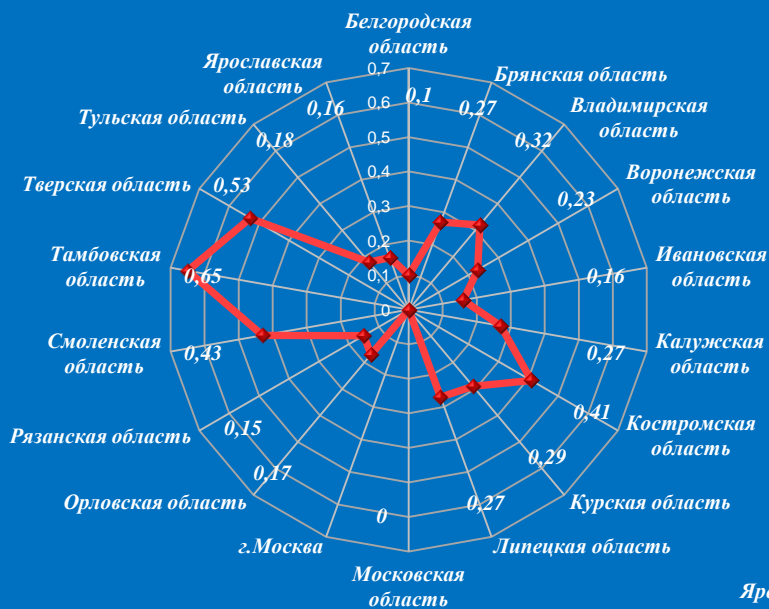 Белгородская
область
Брянская область
Владимирская
область
Воронежская
область
Ивановская
область
Калужская
область
Костромская
область
Курская область
Липецкая область
Московская
область
г.Москва
Орловская область
Рязанская область
Смоленская
область
Тамбовская
область
Тверская область
Тульская область
Ярославская
область
0,7
0,6
0,5
0,4
0,3
0,2
0,1
0
0,1
0,27
0,32
0,23
0,16
0,27
0,41
0,29
0,27
0
0,17
0,15
0,43
0,65
0,53
0,18
0,16